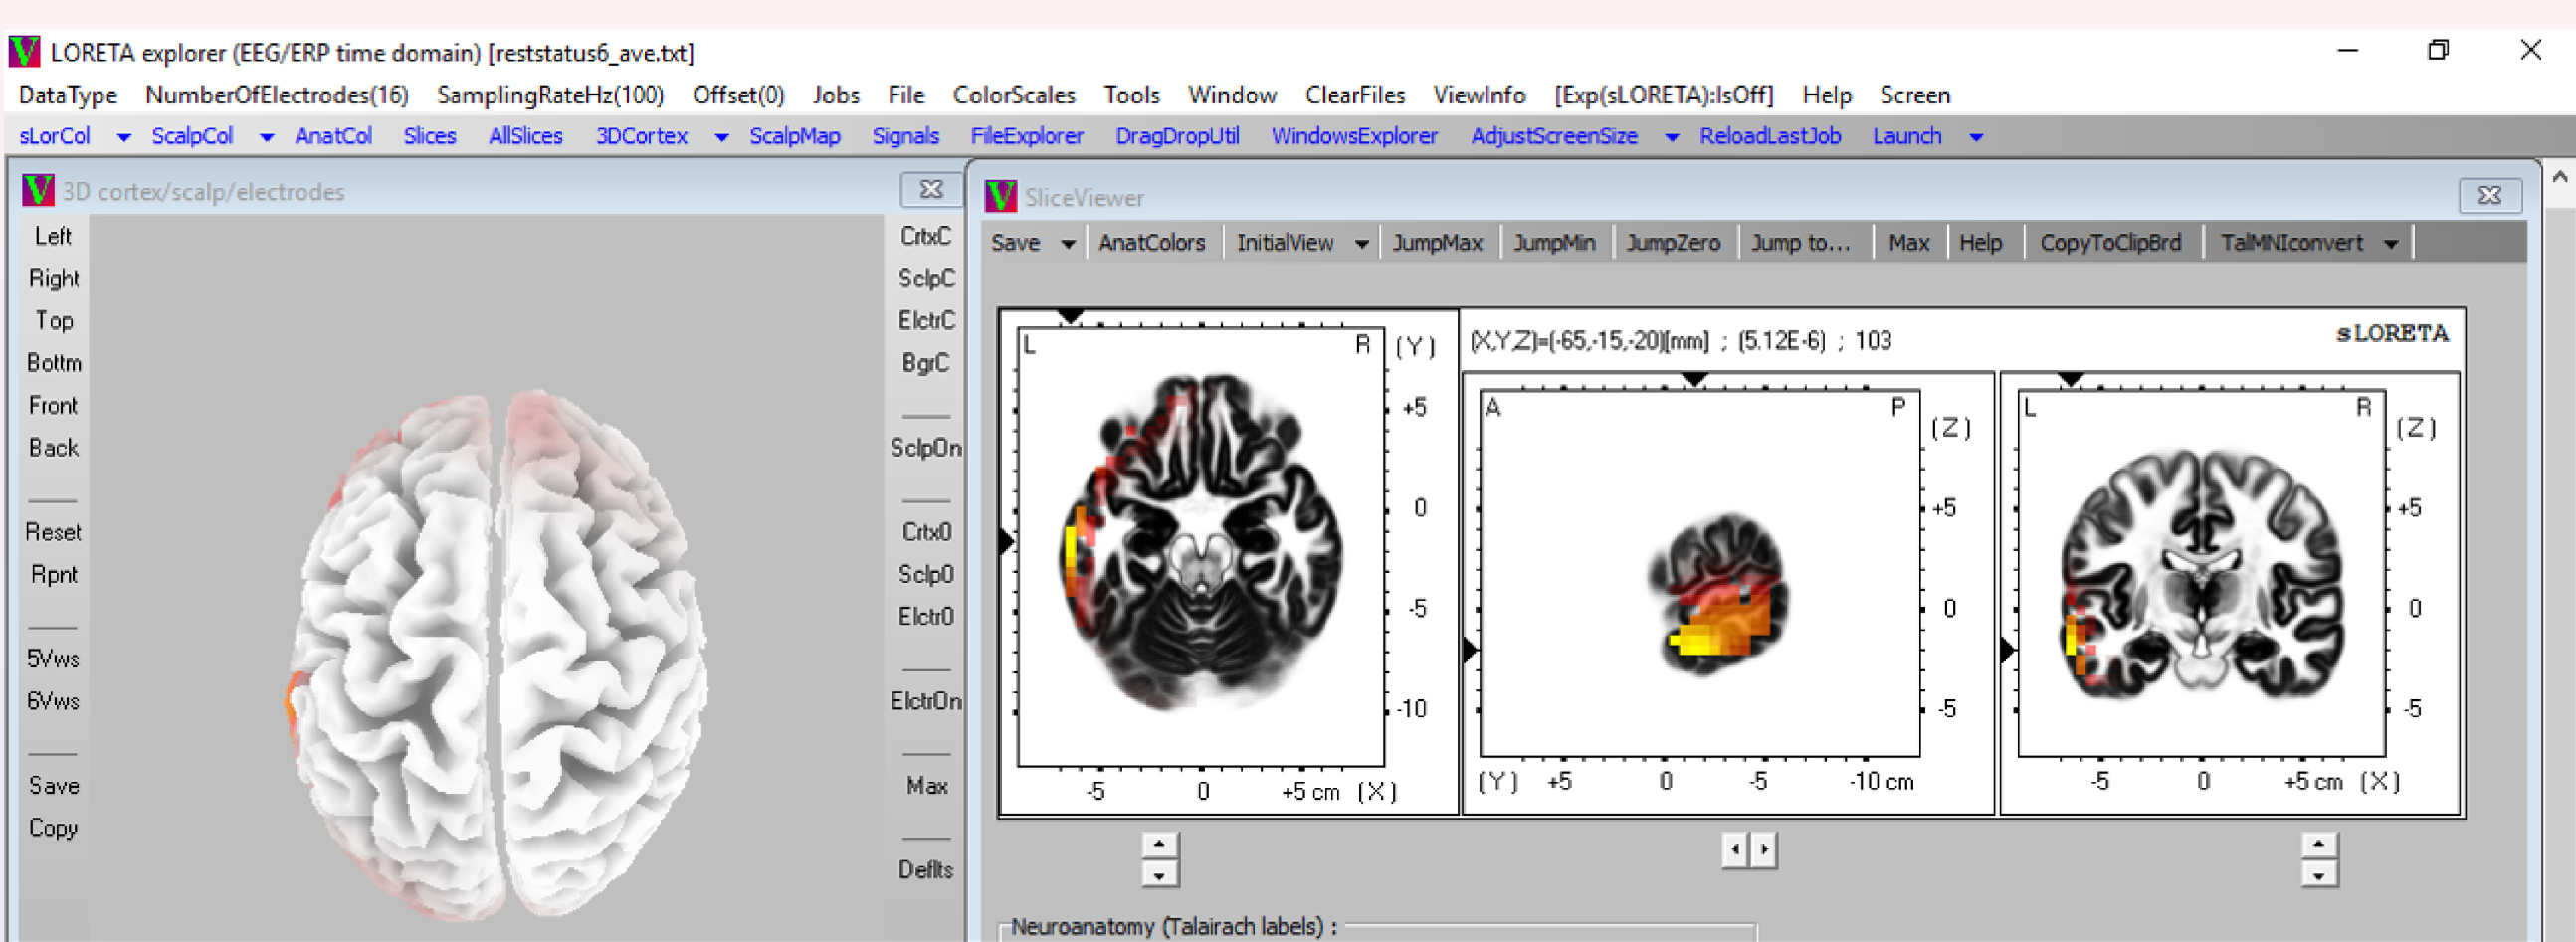 LORETA explorer (EEG/ERP time domain) [reststatus6_ave.txt]
DataType NumberOfElectrodes(16) SamplingRateHz(100) Offset(0) Jobs File ColorScales Tools Window ClearFiles ViewInfo [Exp(sLORETA):IsOff] Help Screen
sLorCol ScalpCol AnatCol Slices AllSlices 3DCortex ScalpMap Signals FileExplorer DragDropUtil WindowsExplorer AdjustScreenSize ReloadLastJob Launch
3D cortex/scalp/electrodes
Left
Right
Top
Bottm
Front
Back
Reset
Rpnt
5Vws
6Vws
Save
Copy
CrtxC
SclpC
ElctrC
BgrC
SclpOn
Crtx0
Sclp0
Elctr0
ElctrOn
Max
Deflts
SliceViewer
Save AnatColors InitialView JumpMax JumpMin JumpZero Jump to... Max Help CopyToClipBrd TalMNIconvert
(X,Y,Z)=(-65,-15,-20)[mm] ; (5.12E-6) ; 103
sLORETA
L R (Y)
+5
0
-5
-10
-5 0 +5 cm (X)
A P
(Z)
+5
0
-5
(Y) +5 0 -5 -10 cm
L R
(Z)
+5
0
-5
-5 0 +5 cm (X)
Neuroanatomy (Talairach labels) :